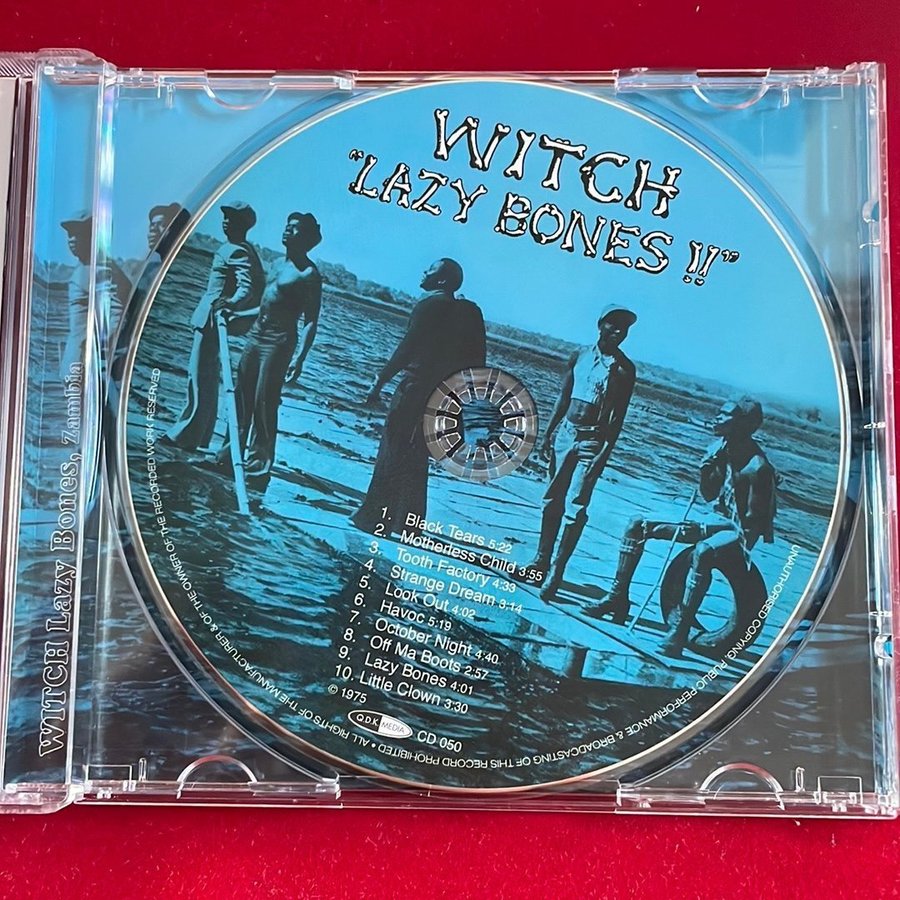 WITCH
"LAZY BONES !!"
WITCH Lazy Bones, Zambia
1. Black Tears 5:22
2. Motherless Child 3:55
3. Tooth Factory 4:33
4. Strange Dream 3:14
5. Look Out 4:02
6. Havoc 5:19
7. October Night 4:40
8. Off Ma Boots 2:57
9. Lazy Bones 4:01
10. Little Clown 3:30
© 1975
Q.D.K. MEDIA
CD 050
ALL RIGHTS OF THE MANUFACTURER & OF THE OWNER OF THE RECORDED WORK RESERVED
UNAUTHORISED COPYING, PUBLIC PERFORMANCE & BROADCASTING OF THIS RECORD PROHIBITED •